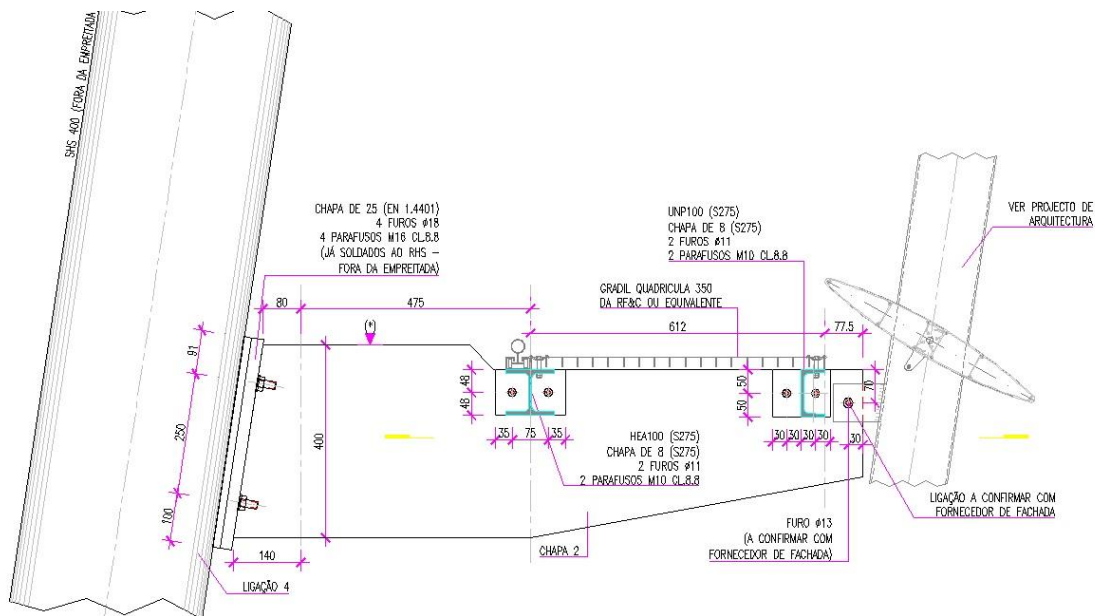 SHS 400 (FORA DA EMPREITADA)
CHAPA DE 25 (EN 1.4401)
4 FUROS ø18
4 PARAFUSOS M16 CL.8.8
(JÁ SOLDADOS AO RHS –
FORA DA EMPREITADA)
UNP100 (S275)
CHAPA DE 8 (S275)
2 FUROS ø11
2 PARAFUSOS M10 CL.8.8
VER PROJECTO DE
ARQUITECTURA
GRADIL QUADRICULA 350
DA RF&C OU EQUIVALENTE
80
475
(*)
612
77.5
91
250
100
400
48
48
50
50
70
35
75
35
30
30
30
30
30
HEA100 (S275)
CHAPA DE 8 (S275)
2 FUROS ø11
2 PARAFUSOS M10 CL.8.8
LIGAÇÃO A CONFIRMAR COM
FORNECEDOR DE FACHADA
FURO ø13
(A CONFIRMAR COM
FORNECEDOR DE FACHADA)
140
CHAPA 2
LIGAÇÃO 4